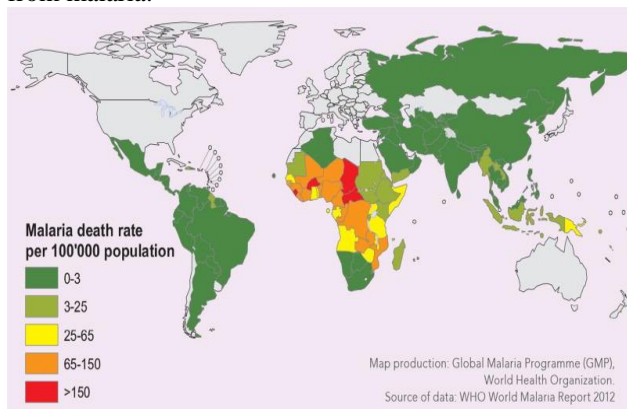 from malaria.
Malaria death rate
per 100'000 population
0-3
3-25
25-65
65-150
>150
Map production: Global Malaria Programme (GMP),
World Health Organization.
Source of data: WHO World Malaria Report 2012